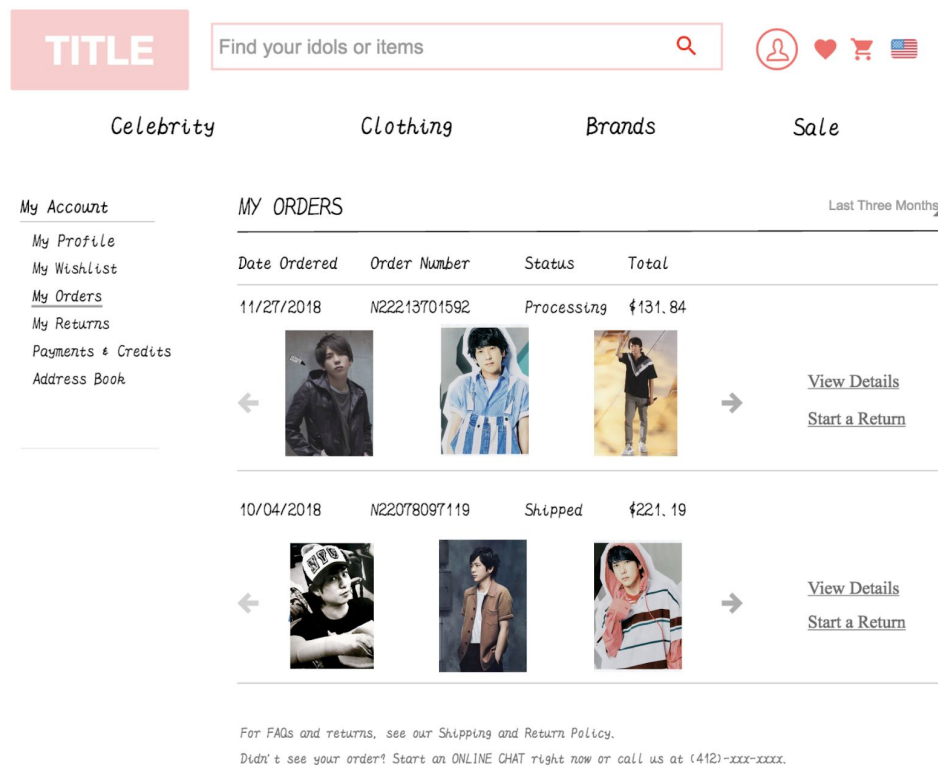 TITLE
Find your idols or items
Celebrity Clothing Brands Sale
My Account
My Profile
My Wishlist
My Orders
My Returns
Payments & Credits
Address Book
MY ORDERS
Last Three Months
Date Ordered Order Number Status Total
11/27/2018 N22213701592 Processing $131.84
View Details
Start a Return
10/04/2018 N22078097119 Shipped $221.19
NYC
View Details
Start a Return
For FAQs and returns, see our Shipping and Return Policy.
Didn't see your order? Start an ONLINE CHAT right now or call us at (412)-xxx-xxxx.